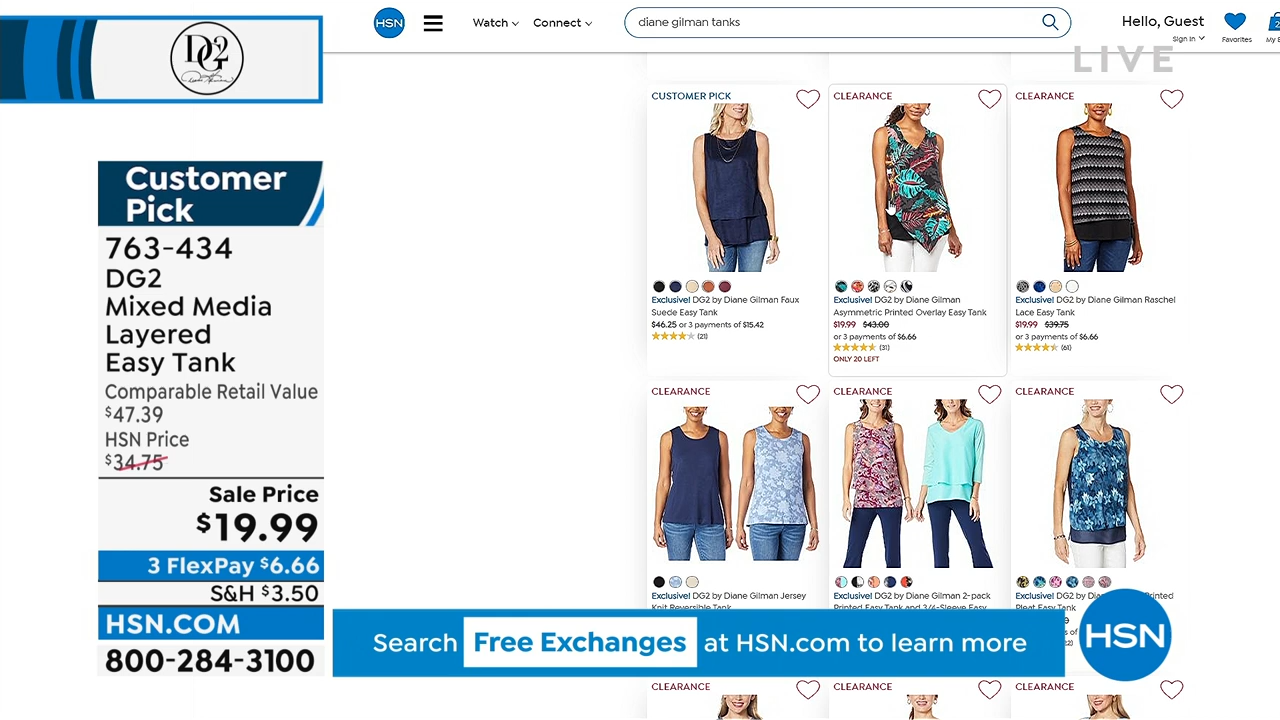 DG2
Customer
Pick
763-434
DG2
Mixed Media
Layered
Easy Tank
Comparable Retail Value
$47.39
HSN Price
$34.75
Sale Price
$19.99
3 FlexPay $6.66
S&H $3.50
HSN.COM
800-284-3100
HSN
Watch
Connect
diane gilman tanks
Hello, Guest
Sign In
Favorites
LIVE
CUSTOMER PICK
Exclusive! DG2 by Diane Gilman Faux
Suede Easy Tank
$46.25 or 3 payments of $15.42
(21)
CLEARANCE
Exclusive! DG2 by Diane Gilman
Asymmetric Printed Overlay Easy Tank
$19.99 $43.00
or 3 payments of $6.66
(31)
ONLY 20 LEFT
CLEARANCE
Exclusive! DG2 by Diane Gilman Raschel
Lace Easy Tank
$19.99 $39.75
or 3 payments of $6.66
(61)
CLEARANCE
Exclusive! DG2 by Diane Gilman Jersey
Knit Reversible Tank
CLEARANCE
Exclusive! DG2 by Diane Gilman 2-pack
Printed Easy Tank and 3/4-Sleeve Easy
CLEARANCE
Exclusive! DG2 by
Pleat Easy Tank
Search Free Exchanges at HSN.com to learn more
HSN
CLEARANCE
CLEARANCE
CLEARANCE